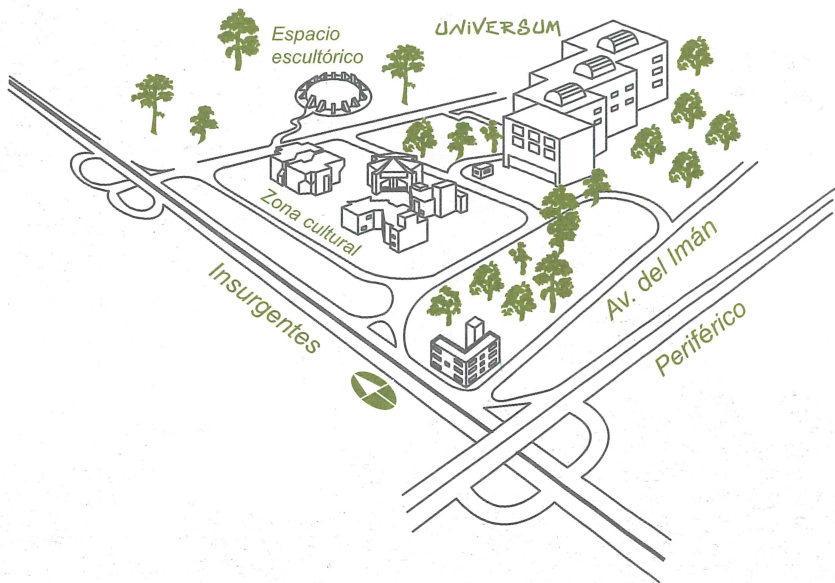 Espacio
escultórico
UNiVERSUM
Zona cultural
Insurgentes
Av. del Imán
Periférico